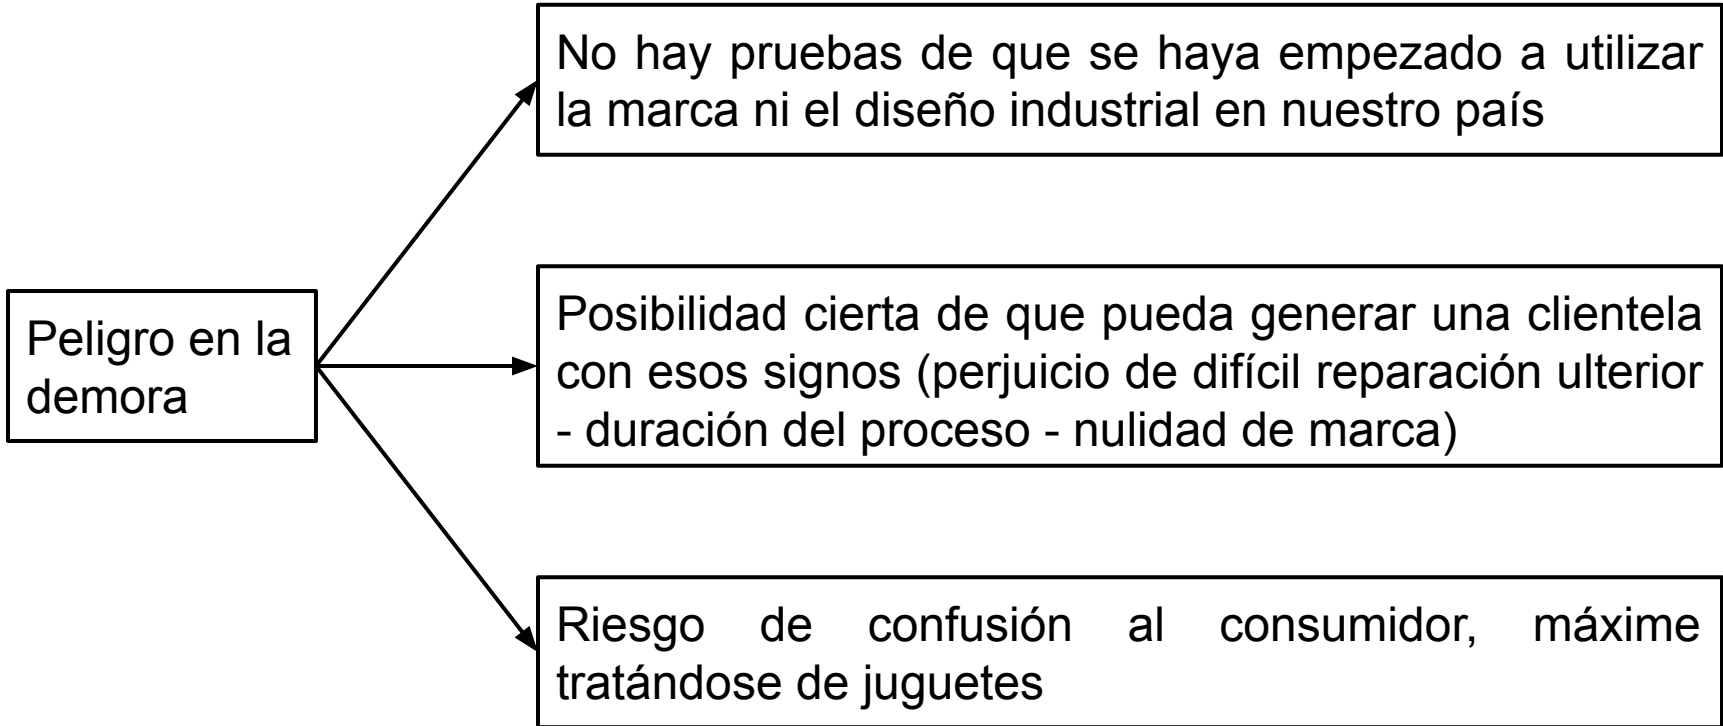 No hay pruebas de que se haya empezado a utilizar
la marca ni el diseño industrial en nuestro país
Peligro en la
demora
Posibilidad cierta de que pueda generar una clientela
con esos signos (perjuicio de difícil reparación ulterior
- duración del proceso - nulidad de marca)
Riesgo de confusión al consumidor, máxime
tratándose de juguetes